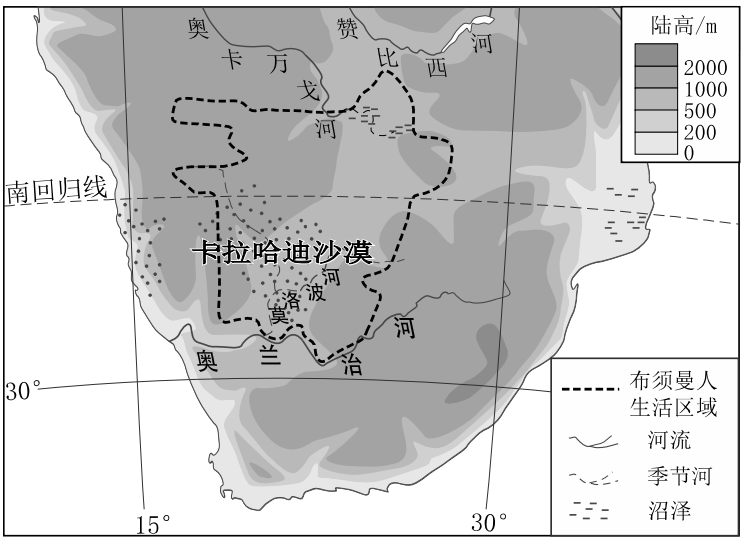 奥卡万戈河
赞比西河
陆高/m
2000
1000
500
200
0
南回归线
卡拉哈迪沙漠
莫洛波河
奥兰治河
30°
15°
30°
布须曼人
生活区域
河流
季节河
沼泽